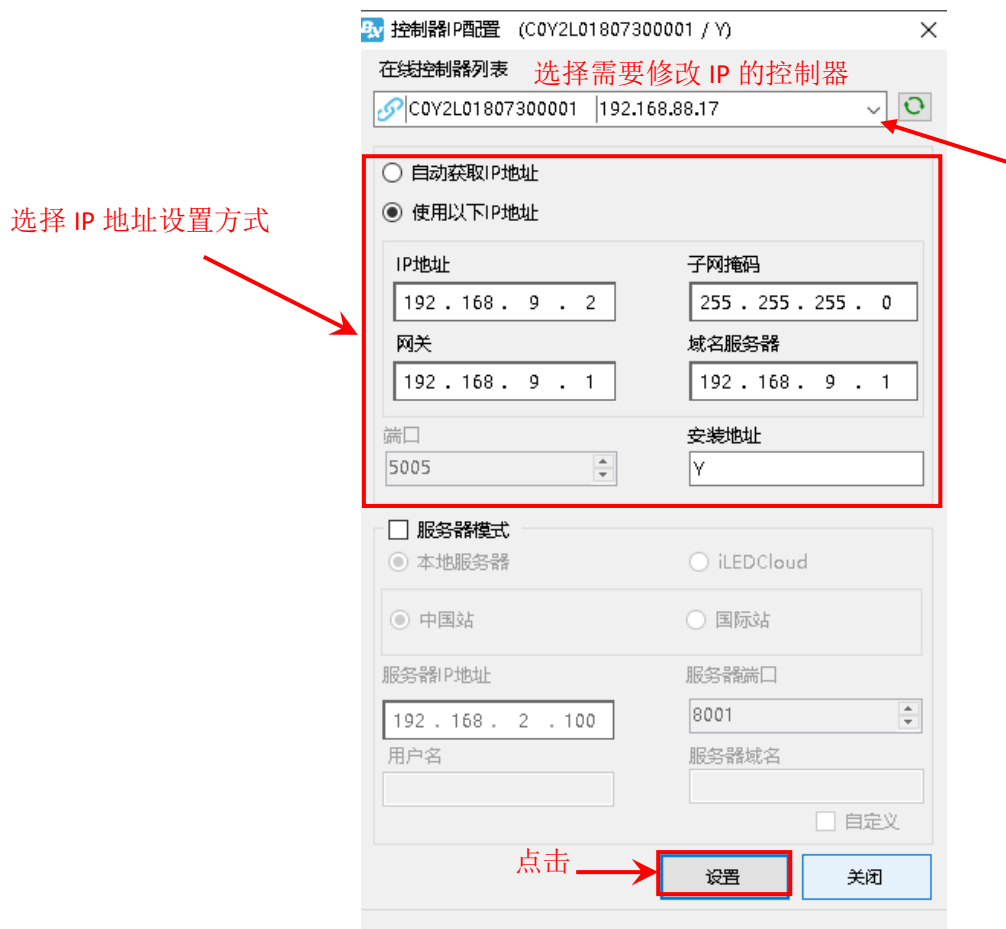 控制器IP配置 (C0Y2L01807300001 / Y)
在线控制器列表
选择需要修改 IP 的控制器
C0Y2L01807300001 192.168.88.17
自动获取IP地址
使用以下IP地址
选择 IP 地址设置方式
IP地址 子网掩码
192 . 168 . 9 . 2 255 . 255 . 255 . 0
网关 域名服务器
192 . 168 . 9 . 1 192 . 168 . 9 . 1
端口 安装地址
5005 Y
服务器模式
本地服务器 iLEDCloud
中国站 国际站
服务器IP地址 服务器端口
192 . 168 . 2 . 100 8001
用户名 服务器域名
自定义
点击
设置 关闭